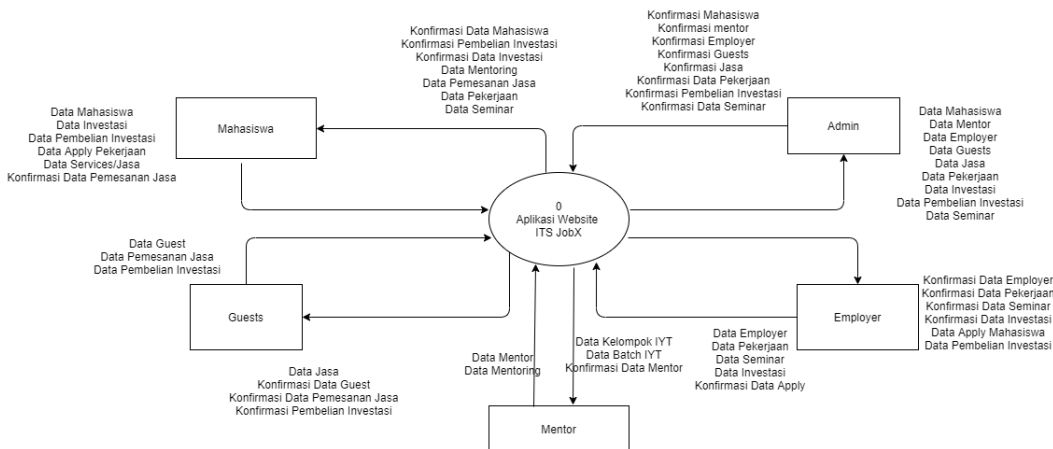 Konfirmasi Data Mahasiswa
Konfirmasi Pembelian Investasi
Konfirmasi Data Investasi
Data Mentoring
Data Pemesanan Jasa
Data Pekerjaan
Data Seminar
Konfirmasi Mahasiswa
Konfirmasi mentor
Konfirmasi Employer
Konfirmasi Guests
Konfirmasi Jasa
Konfirmasi Data Pekerjaan
Konfirmasi Pembelian Investasi
Konfirmasi Data Seminar
Data Mahasiswa
Data Investasi
Data Pembelian Investasi
Data Apply Pekerjaan
Data Services/Jasa
Konfirmasi Data Pemesanan Jasa
Mahasiswa
Admin
Data Mahasiswa
Data Mentor
Data Employer
Data Guests
Data Jasa
Data Pekerjaan
Data Investasi
Data Pembelian Investasi
Data Seminar
0
Aplikasi Website
ITS JobX
Data Guest
Data Pemesanan Jasa
Data Pembelian Investasi
Guests
Employer
Konfirmasi Data Employer
Konfirmasi Data Pekerjaan
Konfirmasi Data Seminar
Konfirmasi Data Investasi
Data Apply Mahasiswa
Data Pembelian Investasi
Data Jasa
Konfirmasi Data Guest
Konfirmasi Data Pemesanan Jasa
Konfirmasi Pembelian Investasi
Data Mentor
Data Mentoring
Data Kelompok IYT
Data Batch IYT
Konfirmasi Data Mentor
Data Employer
Data Pekerjaan
Data Seminar
Data Investasi
Konfirmasi Data Apply
Mentor